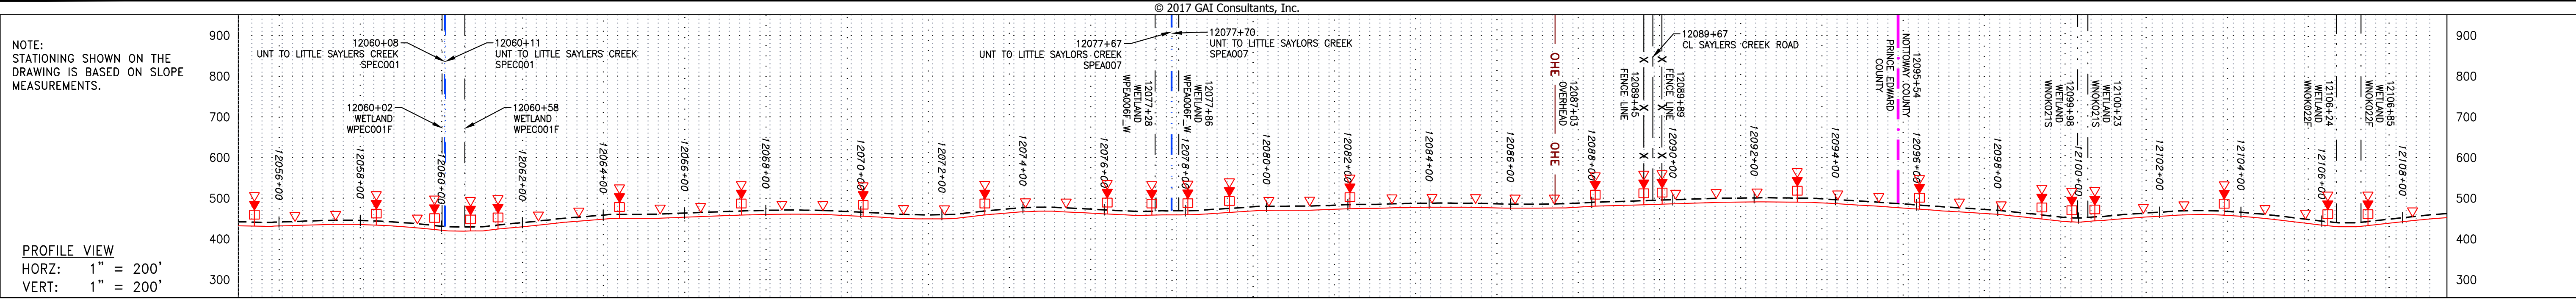 © 2017 GAI Consultants, Inc.
NOTE:
STATIONING SHOWN ON THE
DRAWING IS BASED ON SLOPE
MEASUREMENTS.
PROFILE VIEW
HORZ: 1" = 200'
VERT: 1" = 200'
900
800
700
600
500
400
300
12060+08
UNT TO LITTLE SAYLERS CREEK
SPEC001
12060+11
UNT TO LITTLE SAYLERS CREEK
SPEC001
12060+02
WETLAND
WPEC001F
12060+58
WETLAND
WPEC001F
12077+67
UNT TO LITTLE SAYLORS CREEK
SPEA007
12077+70
UNT TO LITTLE SAYLORS CREEK
SPEA007
12077+28
WETLAND
WPEA006F_W
12077+86
WETLAND
WPEA006F_W
OHE
OHE
12087+03
OVERHEAD
12089+45
FENCE LINE
12089+67
CL SAYLERS CREEK ROAD
12089+89
FENCE LINE
12095+54
NOTTOWAY COUNTY
PRINCE EDWARD
COUNTY
12099+98
WETLAND
WNOK021S
12100+23
WETLAND
WNOK021S
12106+24
WETLAND
WNOK022F
12106+85
WETLAND
WNOK022F
12056+00
12058+00
12060+00
12062+00
12064+00
12066+00
12068+00
12070+00
12072+00
12074+00
12076+00
12078+00
12080+00
12082+00
12084+00
12086+00
12088+00
12090+00
12092+00
12094+00
12096+00
12098+00
12100+00
12102+00
12104+00
12106+00
12108+00
900
800
700
600
500
400
300